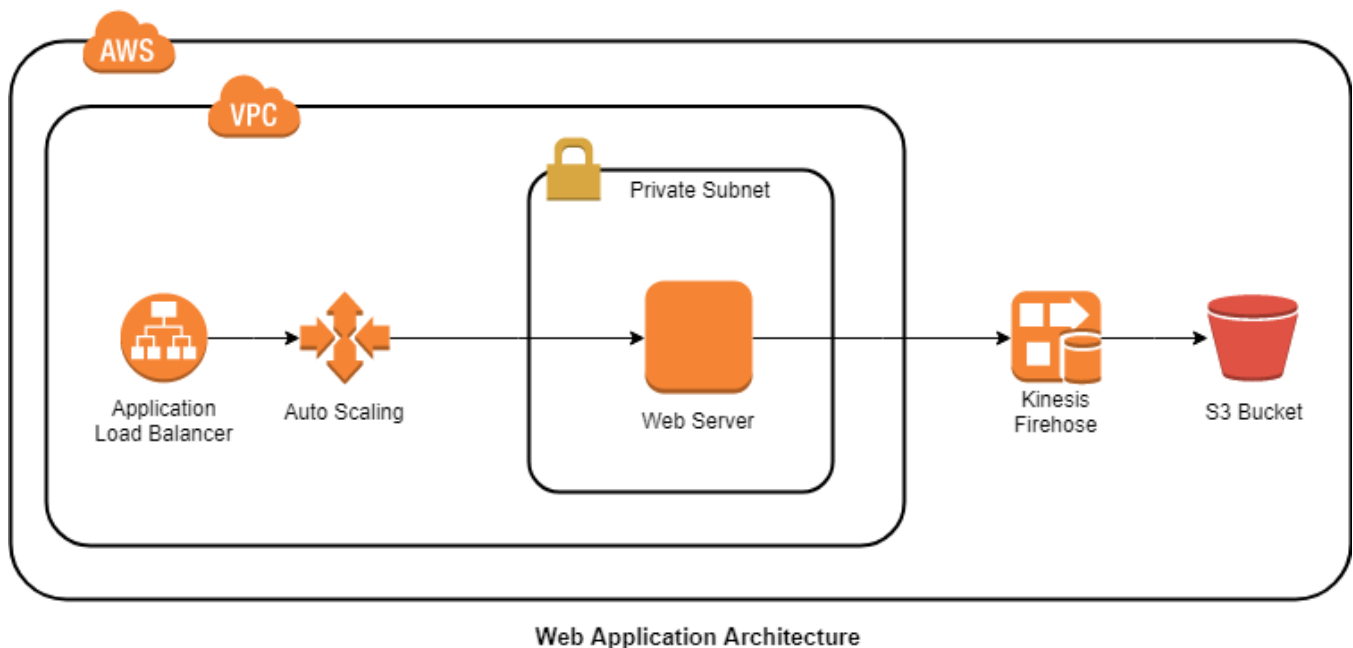 AWS
VPC
Private Subnet
Application
Load Balancer
Auto Scaling
Web Server
Kinesis
Firehose
S3 Bucket
Web Application Architecture